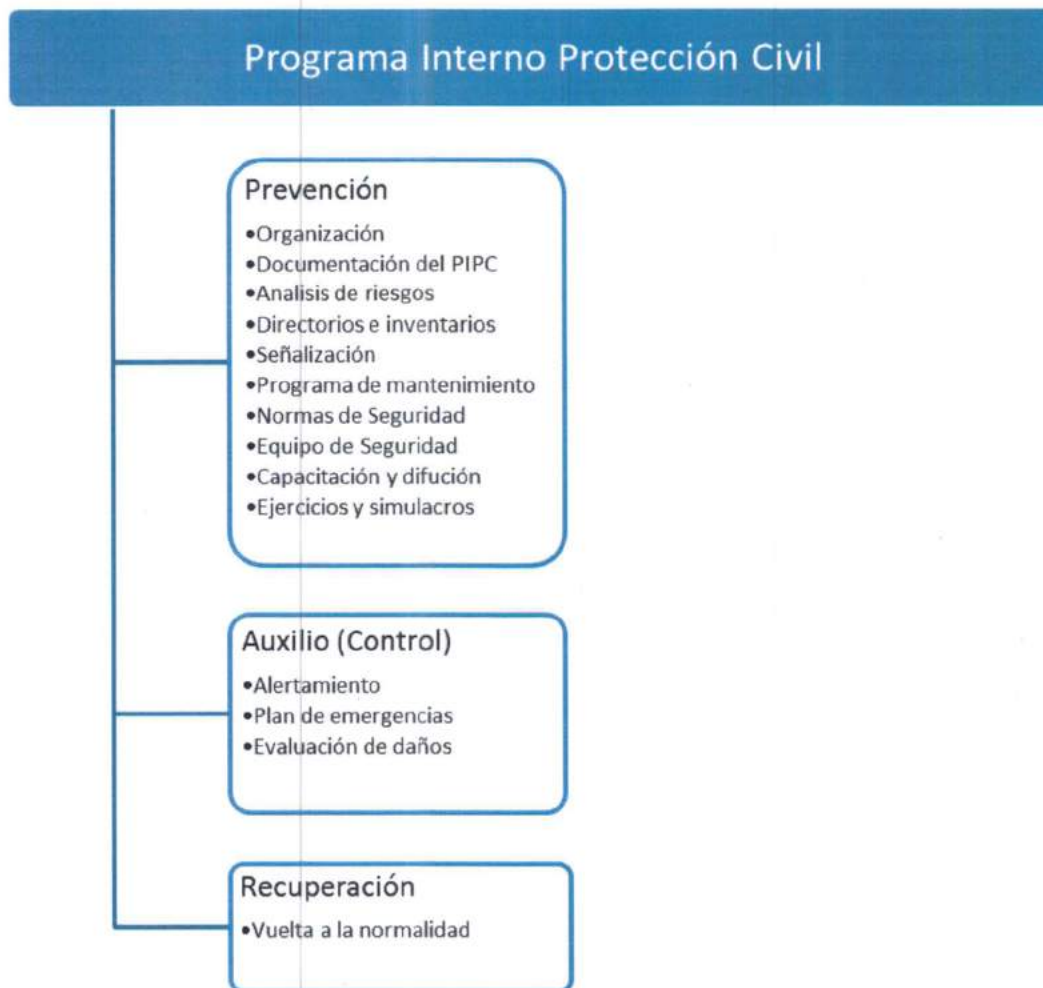 Programa Interno Protección Civil
Prevención
•Organización
•Documentación del PIPC
•Analisis de riesgos
•Directorios e inventarios
•Señalización
•Programa de mantenimiento
•Normas de Seguridad
•Equipo de Seguridad
•Capacitación y difución
•Ejercicios y simulacros
Auxilio (Control)
•Alertamiento
•Plan de emergencias
•Evaluación de daños
Recuperación
•Vuelta a la normalidad